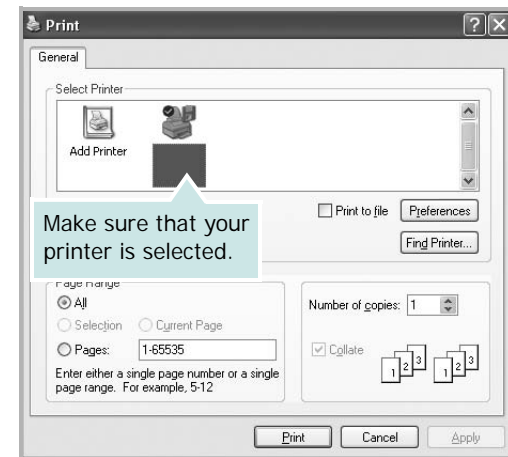 Print
General
Select Printer
Add Printer
Make sure that your
printer is selected.
Print to file
Preferences
Find Printer...
Page Range
All
Selection
Current Page
Pages:
1-65535
Enter either a single page number or a single
page range. For example, 5-12
Number of copies:
1
Collate
1 2 3
1 2 3
Print
Cancel
Apply